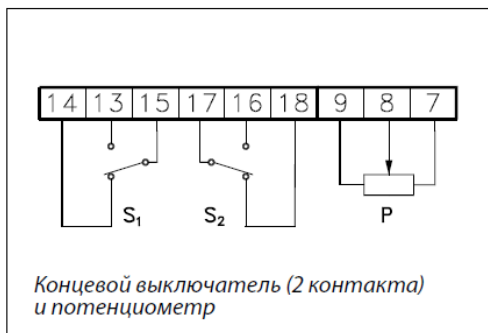 14 13 15 17 16 18 9 8 7
S₁ S₂ P
Концевой выключатель (2 контакта)
и потенциометр